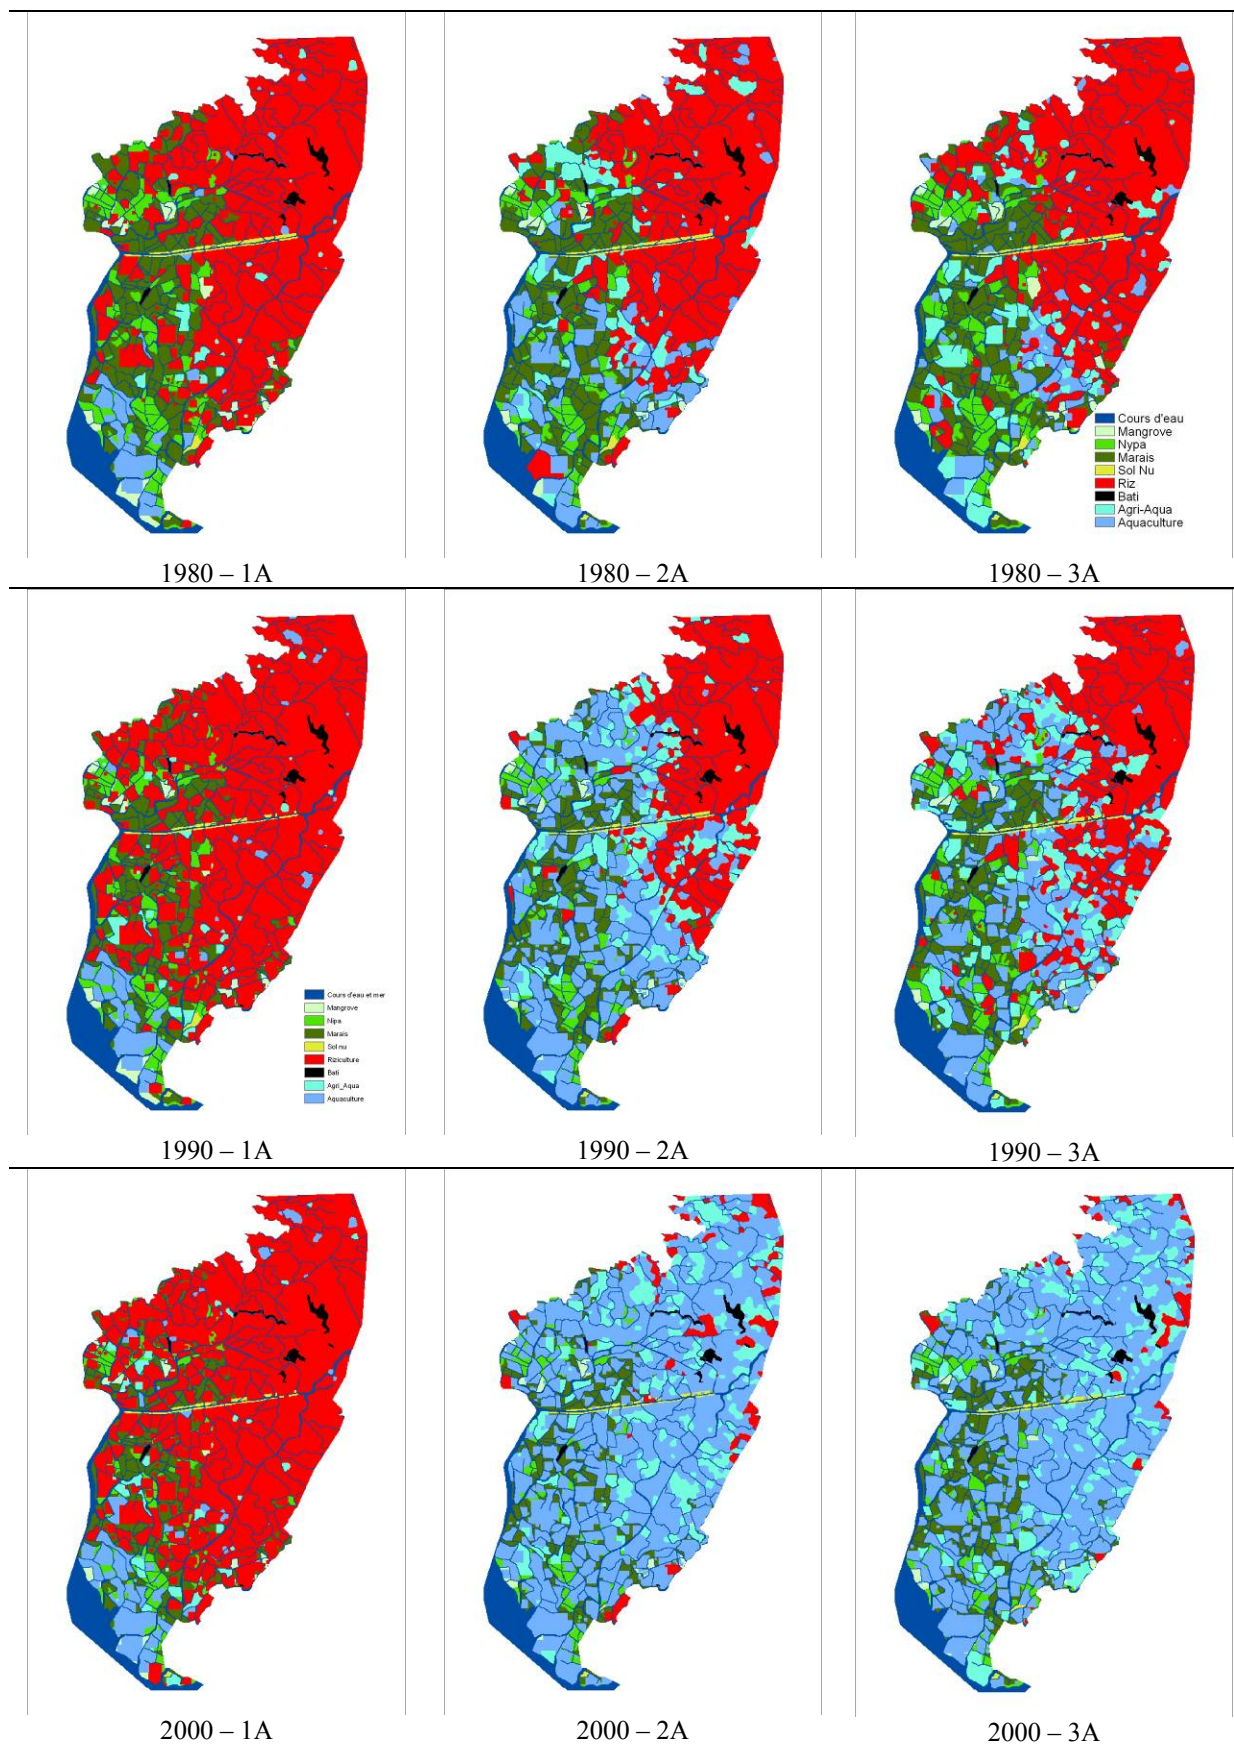 Cours d'eau
Mangrove
Nypa
Marais
Sol Nu
Riz
Bati
Agri-Aqua
Aquaculture
1980 – 1A
1980 – 2A
1980 – 3A
Cours d'eau et mer
Mangrove
Nipa
Marais
Sol nu
Riziculture
Bati
Agri_Aqua
Aquaculture
1990 – 1A
1990 – 2A
1990 – 3A
2000 – 1A
2000 – 2A
2000 – 3A